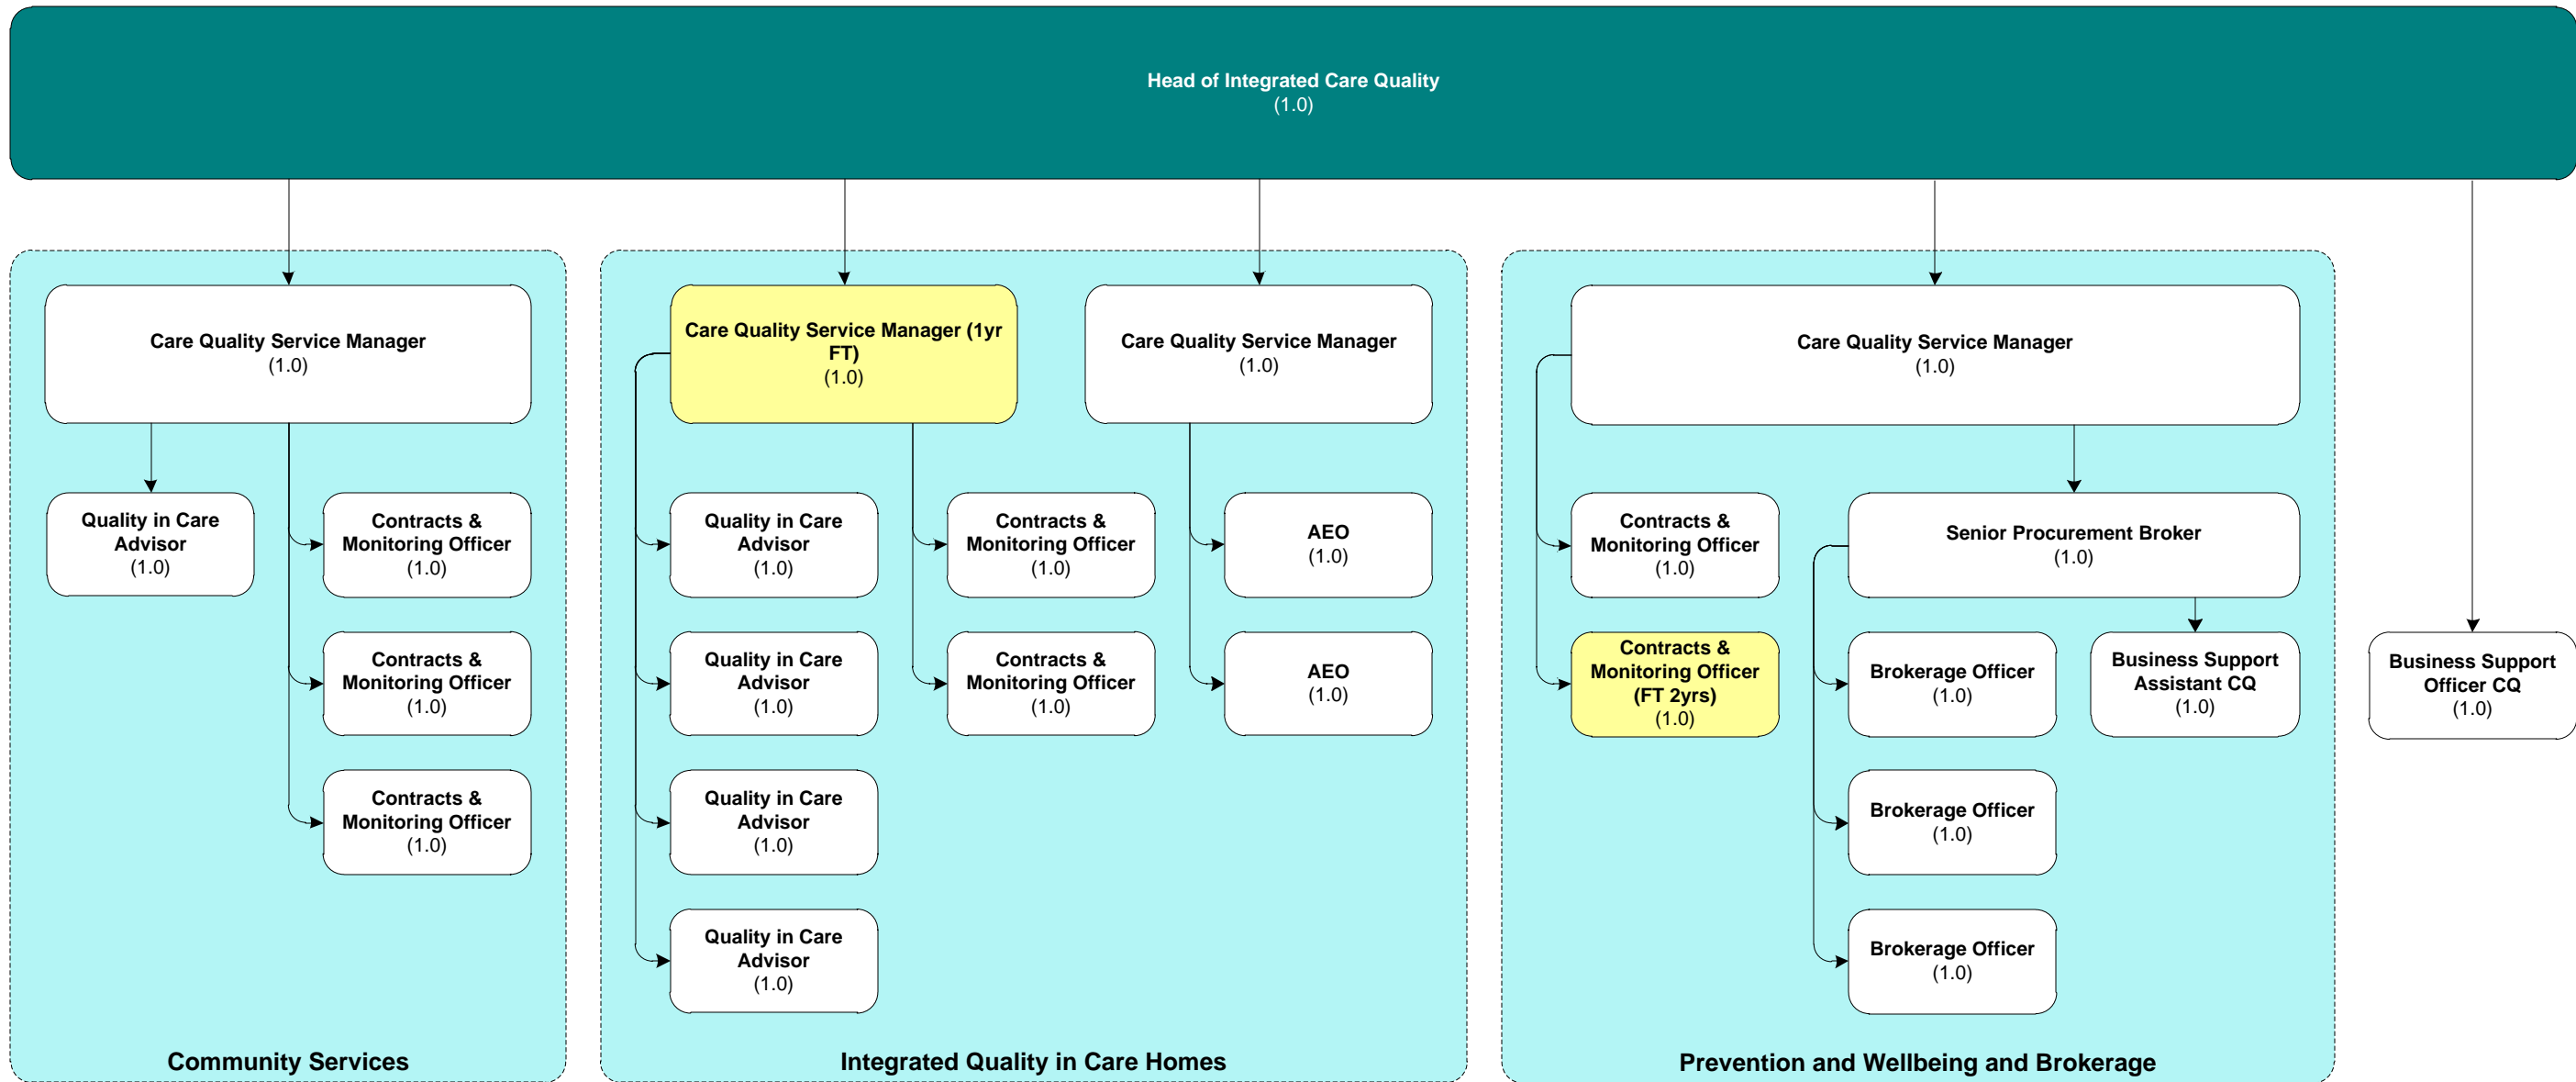 Head of Integrated Care Quality
(1.0)
Care Quality Service Manager
(1.0)
Quality in Care
Advisor
(1.0)
Contracts &
Monitoring Officer
(1.0)
Contracts &
Monitoring Officer
(1.0)
Contracts &
Monitoring Officer
(1.0)
Community Services
Care Quality Service Manager (1yr
FT)
(1.0)
Care Quality Service Manager
(1.0)
Quality in Care
Advisor
(1.0)
Quality in Care
Advisor
(1.0)
Quality in Care
Advisor
(1.0)
Quality in Care
Advisor
(1.0)
Contracts &
Monitoring Officer
(1.0)
Contracts &
Monitoring Officer
(1.0)
AEO
(1.0)
AEO
(1.0)
Integrated Quality in Care Homes
Care Quality Service Manager
(1.0)
Contracts &
Monitoring Officer
(1.0)
Contracts &
Monitoring Officer
(FT 2yrs)
(1.0)
Senior Procurement Broker
(1.0)
Brokerage Officer
(1.0)
Brokerage Officer
(1.0)
Brokerage Officer
(1.0)
Business Support
Assistant CQ
(1.0)
Prevention and Wellbeing and Brokerage
Business Support
Officer CQ
(1.0)